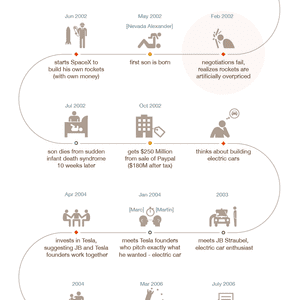 Jun 2002
May 2002
Feb 2002
[Nevada Alexander]
starts SpaceX to
build his own rockets
(with own money)
first son is born
negotiations fail,
realizes rockets are
artificially overpriced
Jul 2002
Oct 2002
son dies from sudden
infant death syndrome
10 weeks later
gets $250 Million
from sale of Paypal
($180M after tax)
thinks about building
electric cars
Apr 2004
Jan 2004
2003
[Marc]
[Martin]
invests in Tesla,
suggesting JB and Tesla
founders work together
meets Tesla founders
who pitch exactly what
he wanted - electric car
meets JB Straubel,
electric car enthusiast
2004
Mar 2006
July 2006